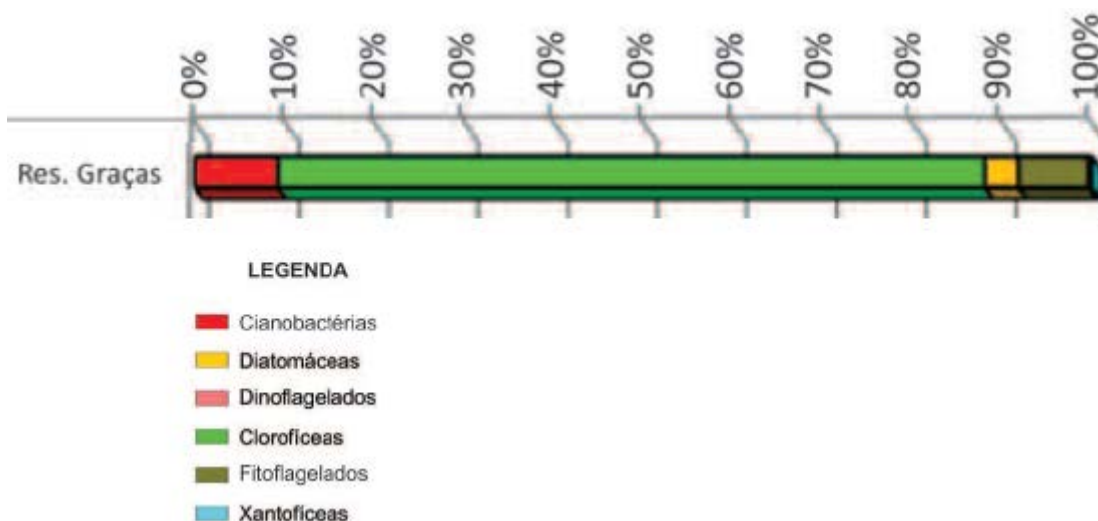 0% 10% 20% 30% 40% 50% 60% 70% 80% 90% 100%
Res. Graças
LEGENDA
Cianobactérias
Diatomáceas
Dinoflagelados
Clorofíceas
Fitoflagelados
Xantofíceas